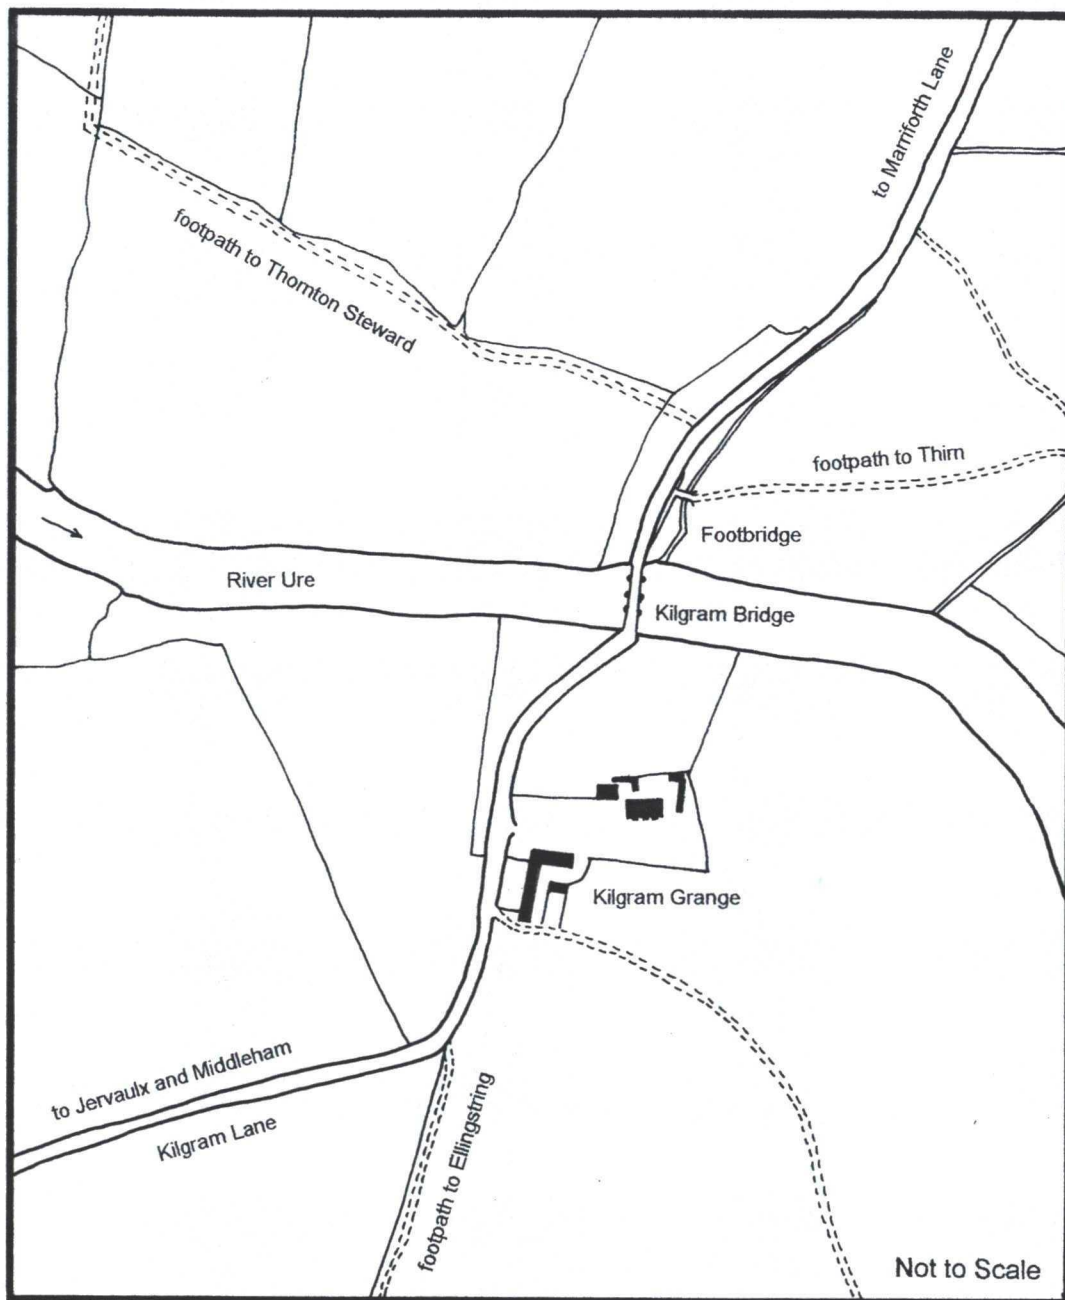 to Marriforth Lane
footpath to Thornton Steward
footpath to Thirn
Footbridge
River Ure
Kilgram Bridge
Kilgram Grange
to Jervaulx and Middleham
Kilgram Lane
footpath to Ellingstring
Not to Scale